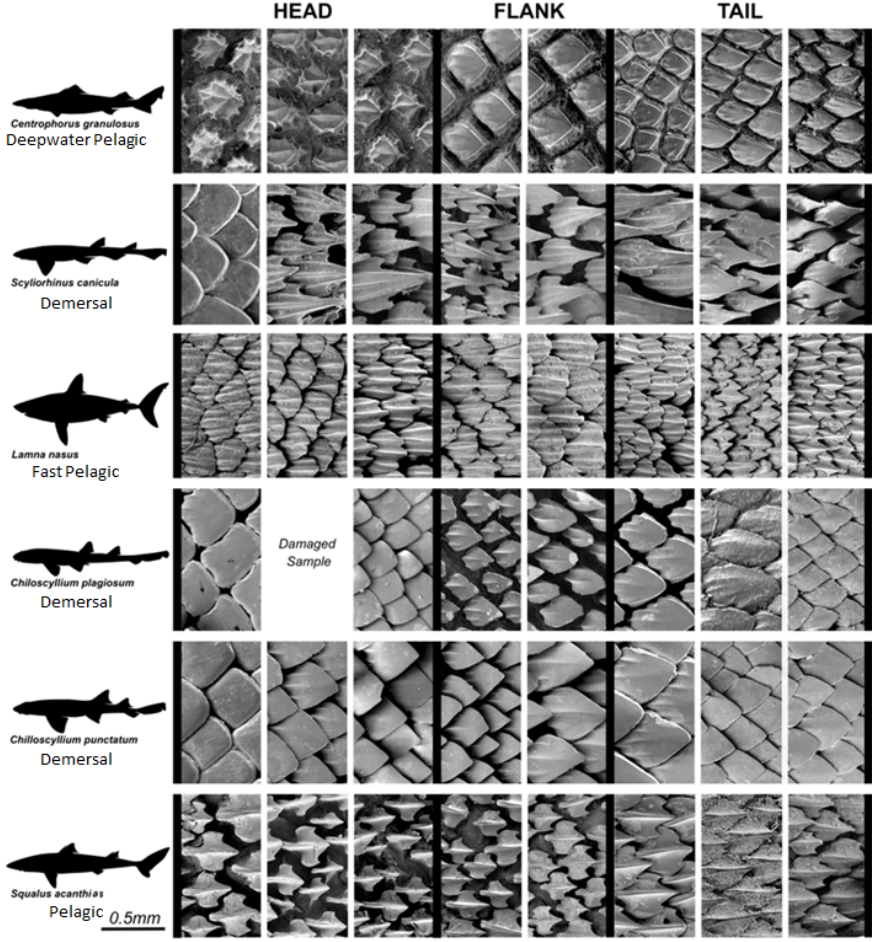 HEAD FLANK TAIL
Centrophorus granulosus
Deepwater Pelagic
Scyliorhinus canicula
Demersal
Lamna nasus
Fast Pelagic
Damaged
Sample
Chiloscyllium plagiosum
Demersal
Chilloscyllium punctatum
Demersal
Squalus acanthias
Pelagic
0.5mm